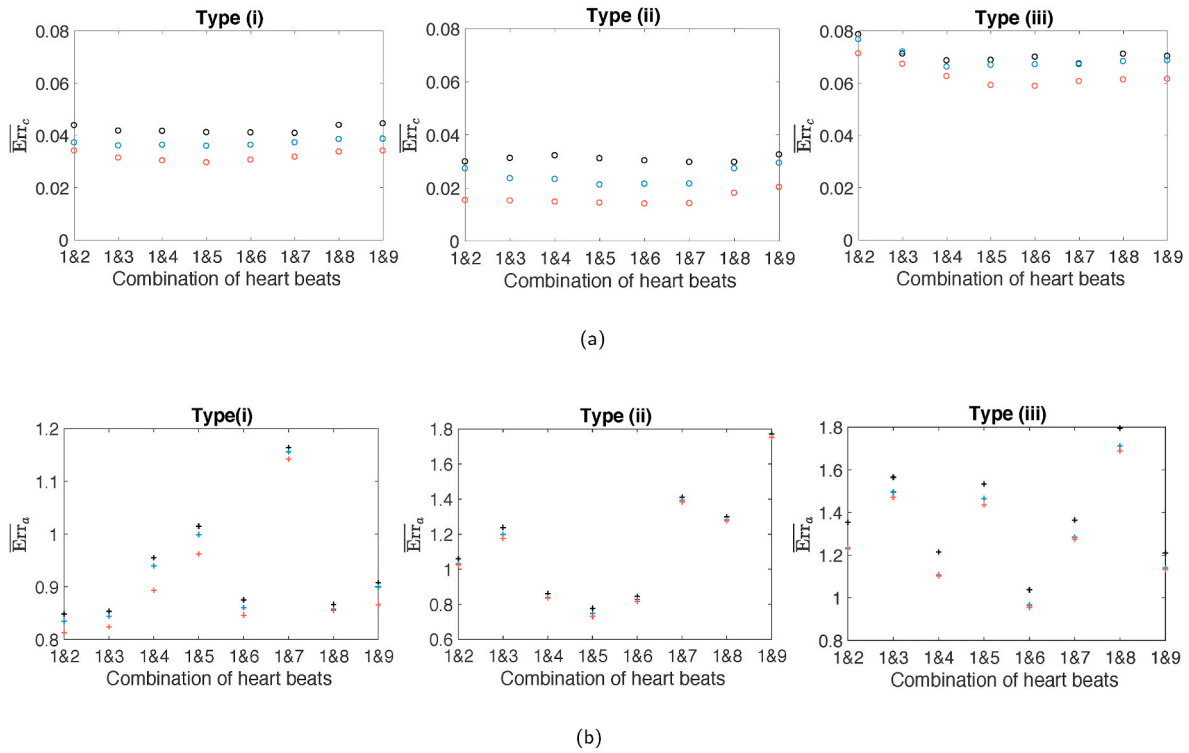 Type (i)
0.08
0.06
0.04
0.02
0
Err_c
1&2 1&3 1&4 1&5 1&6 1&7 1&8 1&9
Combination of heart beats
Type (ii)
0.08
0.06
0.04
0.02
0
Err_c
1&2 1&3 1&4 1&5 1&6 1&7 1&8 1&9
Combination of heart beats
Type (iii)
0.08
0.06
0.04
0.02
0
Err_c
1&2 1&3 1&4 1&5 1&6 1&7 1&8 1&9
Combination of heart beats
(a)
Type(i)
1.2
1.1
1
0.9
0.8
Err_a
1&2 1&3 1&4 1&5 1&6 1&7 1&8 1&9
Combination of heart beats
Type (ii)
1.8
1.4
1.2
1
0.8
0.6
Err_a
1&2 1&3 1&4 1&5 1&6 1&7 1&8 1&9
Combination of heart beats
Type (iii)
1.8
1.6
1.4
1.2
1
0.8
Err_a
1&2 1&3 1&4 1&5 1&6 1&7 1&8 1&9
Combination of heart beats
(b)